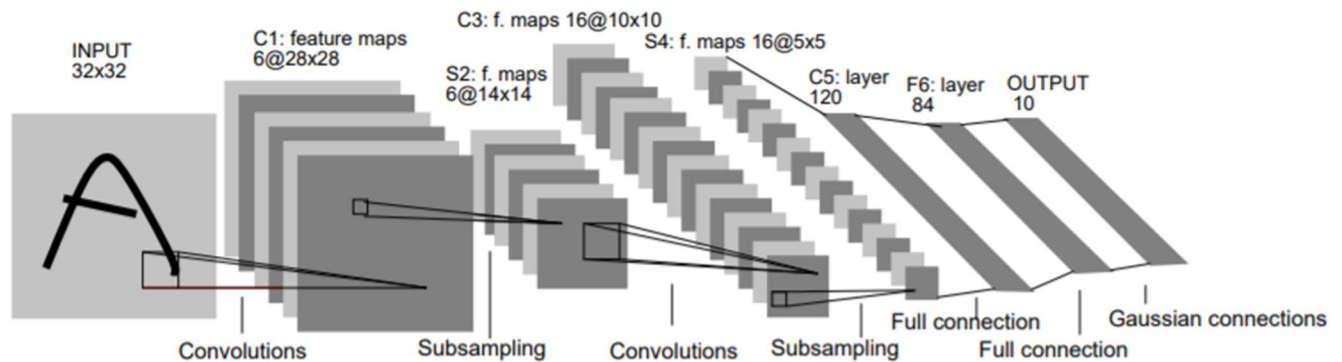 INPUT
32x32
C1: feature maps
6@28x28
S2: f. maps
6@14x14
C3: f. maps 16@10x10
S4: f. maps 16@5x5
C5: layer
120
F6: layer
84
OUTPUT
10
Convolutions
Subsampling
Convolutions
Subsampling
Full connection
Full connection
Gaussian connections
A